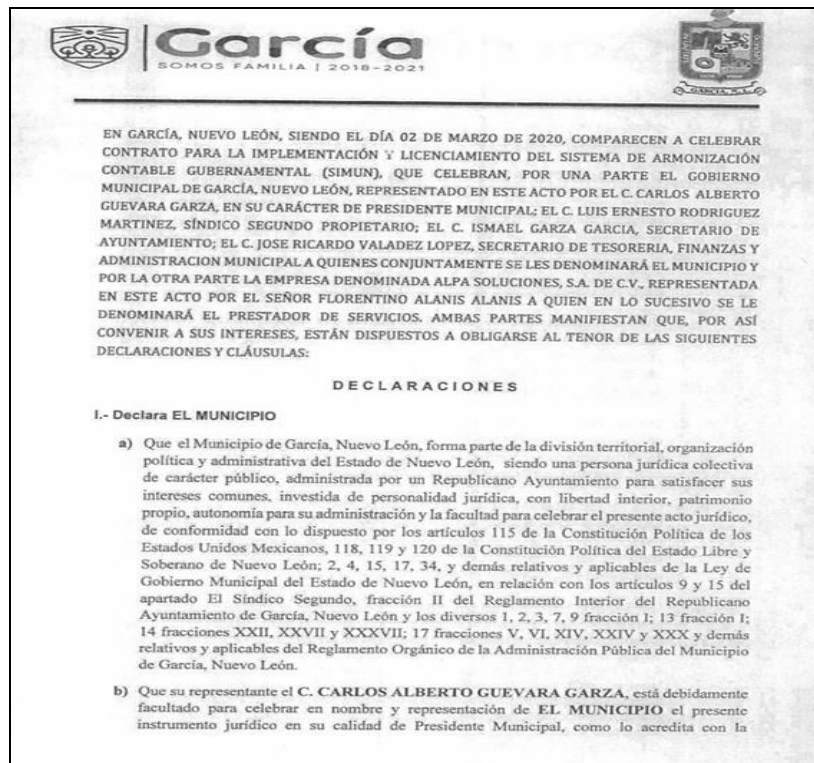 García
SOMOS FAMILIA | 2018-2021
GARCIA, N. L.
EN GARCÍA, NUEVO LEÓN, SIENDO EL DÍA 02 DE MARZO DE 2020, COMPARECEN A CELEBRAR
CONTRATO PARA LA IMPLEMENTACIÓN Y LICENCIAMIENTO DEL SISTEMA DE ARMONIZACIÓN
CONTABLE GUBERNAMENTAL (SIMUN), QUE CELEBRAN, POR UNA PARTE EL GOBIERNO
MUNICIPAL DE GARCÍA, NUEVO LEÓN, REPRESENTADO EN ESTE ACTO POR EL C. CARLOS ALBERTO
GUEVARA GARZA, EN SU CARÁCTER DE PRESIDENTE MUNICIPAL; EL C. LUIS ERNESTO RODRIGUEZ
MARTINEZ, SÍNDICO SEGUNDO PROPIETARIO; EL C. ISMAEL GARZA GARCIA, SECRETARIO DE
AYUNTAMIENTO; EL C. JOSE RICARDO VALADEZ LOPEZ, SECRETARIO DE TESORERIA, FINANZAS Y
ADMINISTRACION MUNICIPAL A QUIENES CONJUNTAMENTE SE LES DENOMINARÁ EL MUNICIPIO Y
POR LA OTRA PARTE LA EMPRESA DENOMINADA ALPA SOLUCIONES, S.A. DE C.V., REPRESENTADA
EN ESTE ACTO POR EL SEÑOR FLORENTINO ALANIS ALANIS A QUIEN EN LO SUCESIVO SE LE
DENOMINARÁ EL PRESTADOR DE SERVICIOS. AMBAS PARTES MANIFIESTAN QUE, POR ASÍ
CONVENIR A SUS INTERESES, ESTÁN DISPUESTOS A OBLIGARSE AL TENOR DE LAS SIGUIENTES
DECLARACIONES Y CLÁUSULAS:
DECLARACIONES
I.- Declara EL MUNICIPIO
a) Que el Municipio de García, Nuevo León, forma parte de la división territorial, organización
política y administrativa del Estado de Nuevo León, siendo una persona jurídica colectiva
de carácter público, administrada por un Republicano Ayuntamiento para satisfacer sus
intereses comunes, investida de personalidad jurídica, con libertad interior, patrimonio
propio, autonomía para su administración y la facultad para celebrar el presente acto jurídico,
de conformidad con lo dispuesto por los artículos 115 de la Constitución Política de los
Estados Unidos Mexicanos, 118, 119 y 120 de la Constitución Política del Estado Libre y
Soberano de Nuevo León; 2, 4, 15, 17, 34, y demás relativos y aplicables de la Ley de
Gobierno Municipal del Estado de Nuevo León, en relación con los artículos 9 y 15 del
apartado El Síndico Segundo, fracción II del Reglamento Interior del Republicano
Ayuntamiento de García, Nuevo León y los diversos 1, 2, 3, 7, 9 fracción I; 13 fracción I;
14 fracciones XXII, XXVII y XXXVII; 17 fracciones V, VI, XIV, XXIV y XXX y demás
relativos y aplicables del Reglamento Orgánico de la Administración Pública del Municipio
de García, Nuevo León.
b) Que su representante el C. CARLOS ALBERTO GUEVARA GARZA, está debidamente
facultado para celebrar en nombre y representación de EL MUNICIPIO el presente
instrumento jurídico en su calidad de Presidente Municipal, como lo acredita con la